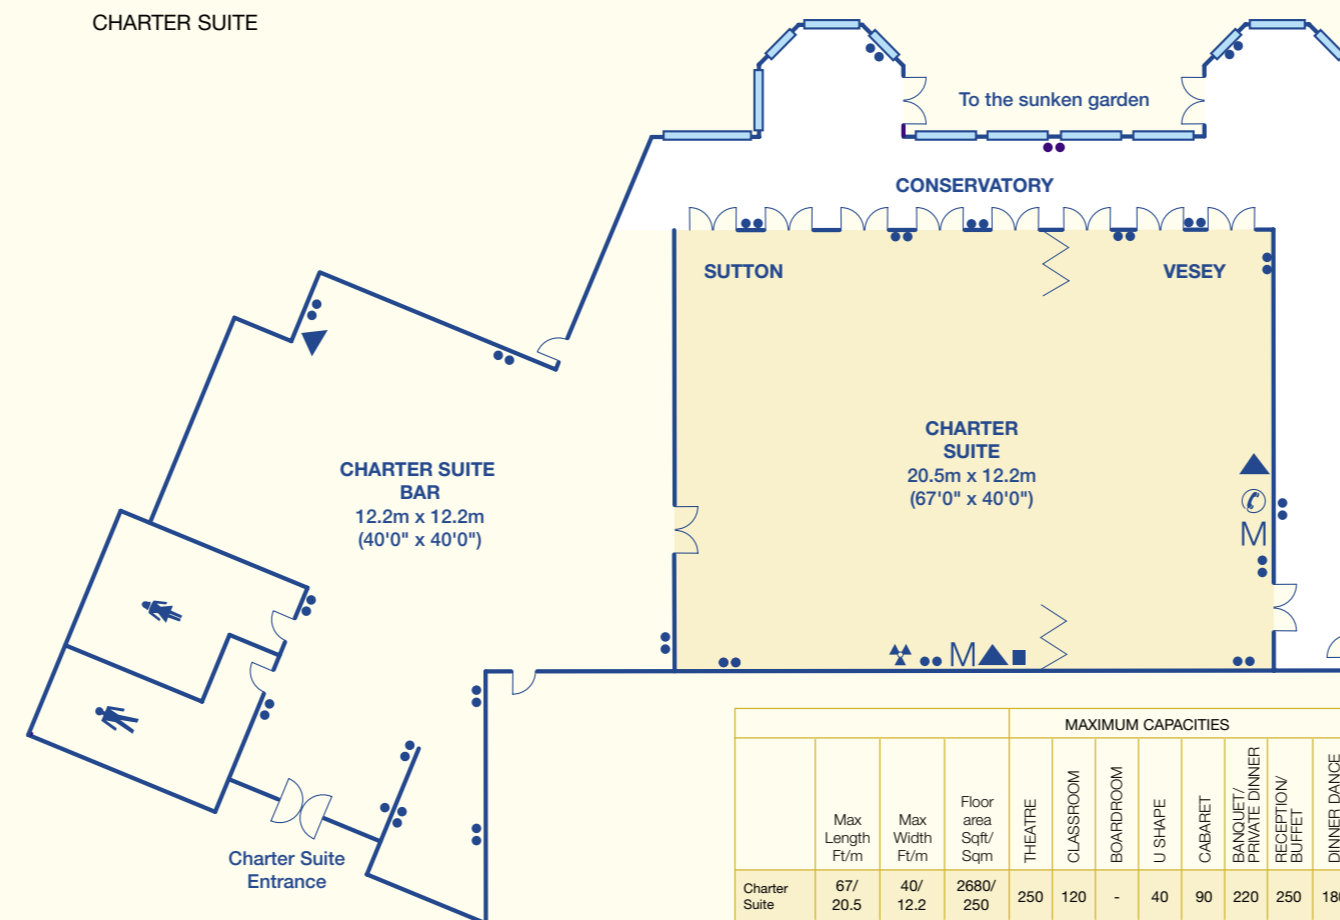 CHARTER SUITE
To the sunken garden
CONSERVATORY
SUTTON
VESEY
CHARTER
SUITE
20.5m x 12.2m
(67'0" x 40'0")
CHARTER SUITE
BAR
12.2m x 12.2m
(40'0" x 40'0")
M
M
Charter Suite
Entrance
MAXIMUM CAPACITIES
Max
Length
Ft/m
Max
Width
Ft/m
Floor
area
Sqft/
Sqm
THEATRE
CLASSROOM
BOARDROOM
U SHAPE
CABARET
BANQUET/
PRIVATE DINNER
RECEPTION/
BUFFET
DINNER DANCE
Charter
Suite
67/
20.5
40/
12.2
2680/
250
250
120
-
40
90
220
250
180